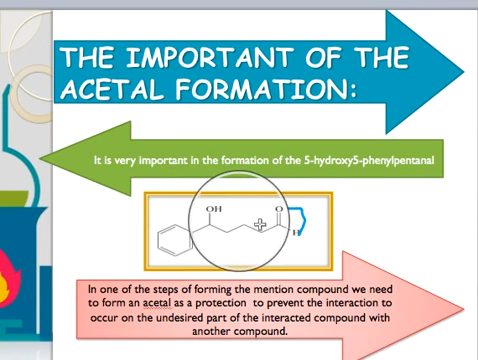 THE IMPORTANT OF THE
ACETAL FORMATION:
It is very important in the formation of the 5-hydroxy5-phenylpentanal
OH
O
H
In one of the steps of forming the mention compound we need
to form an acetal as a protection to prevent the interaction to
occur on the undesired part of the interacted compound with
another compound.